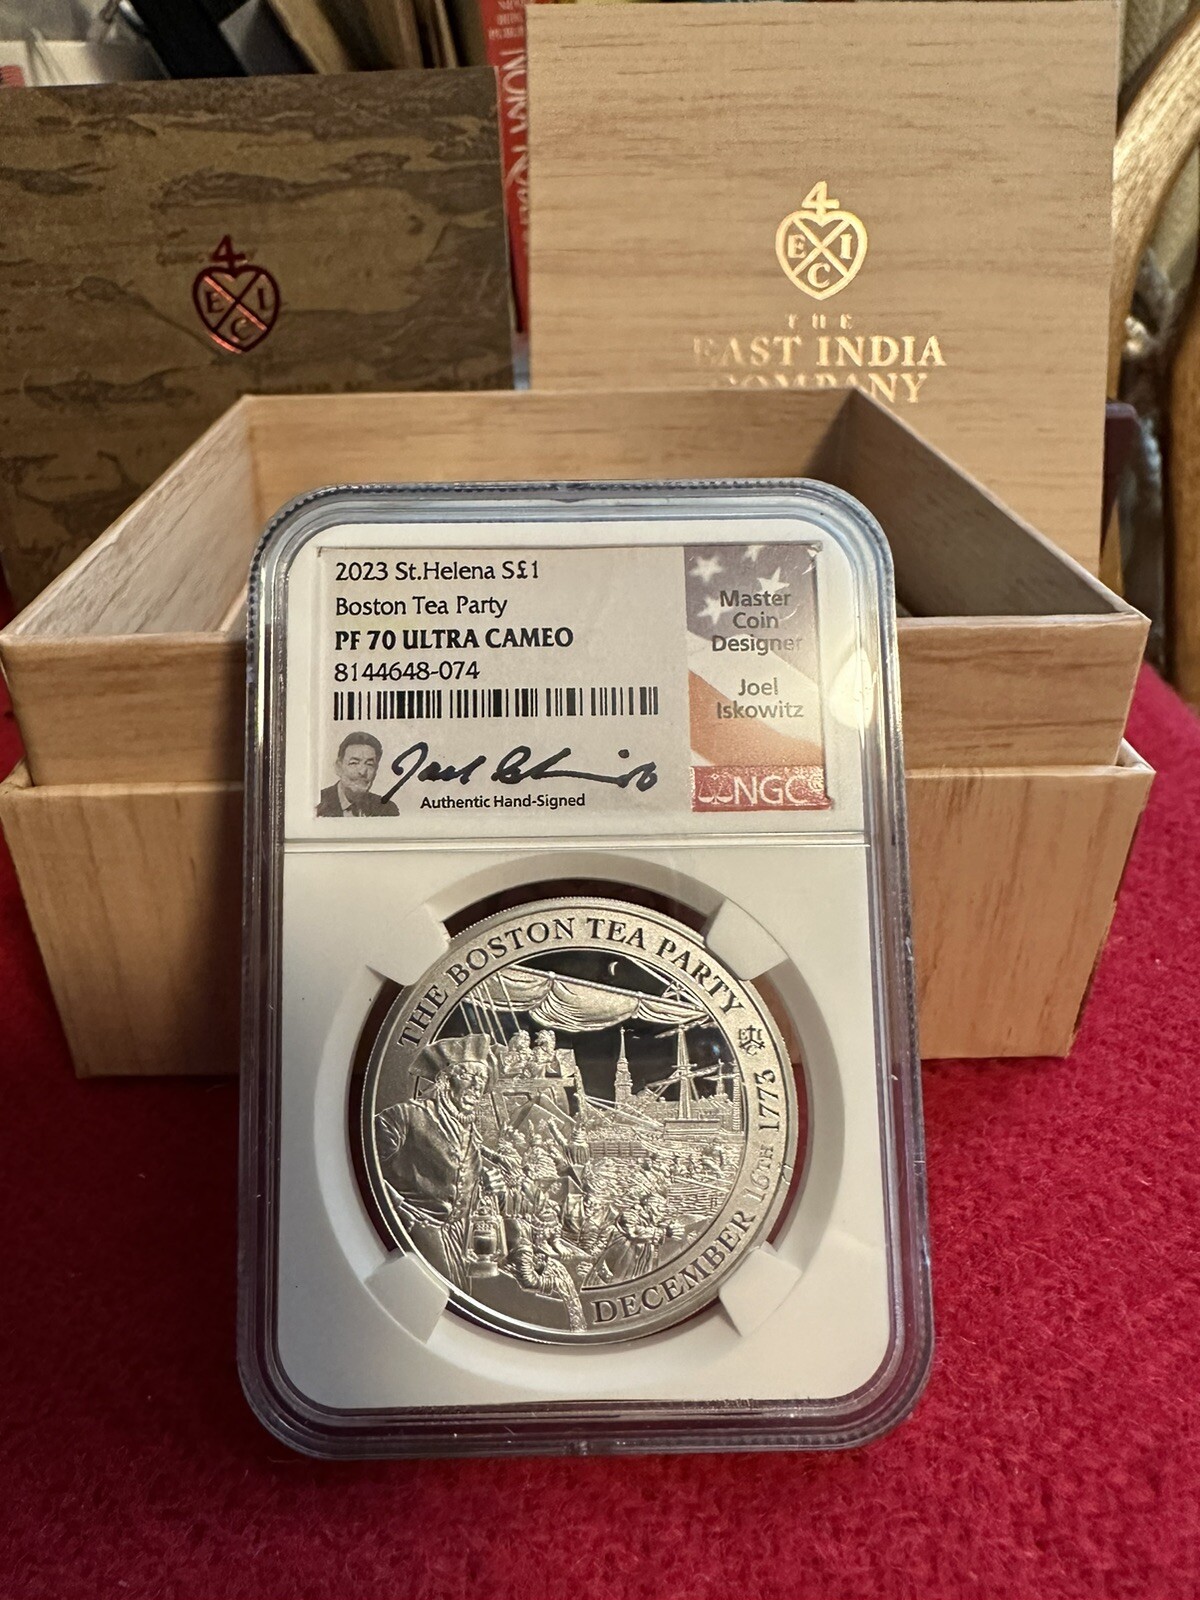 4
E I
C
THE
EAST INDIA
COMPANY
4
E I
C
2023 St.Helena S£1
Boston Tea Party
PF 70 ULTRA CAMEO
8144648-074
Authentic Hand-Signed
Master
Coin
Designer
Joel
Iskowitz
NGC
THE BOSTON TEA PARTY
E I
C
DECEMBER 16TH 1773